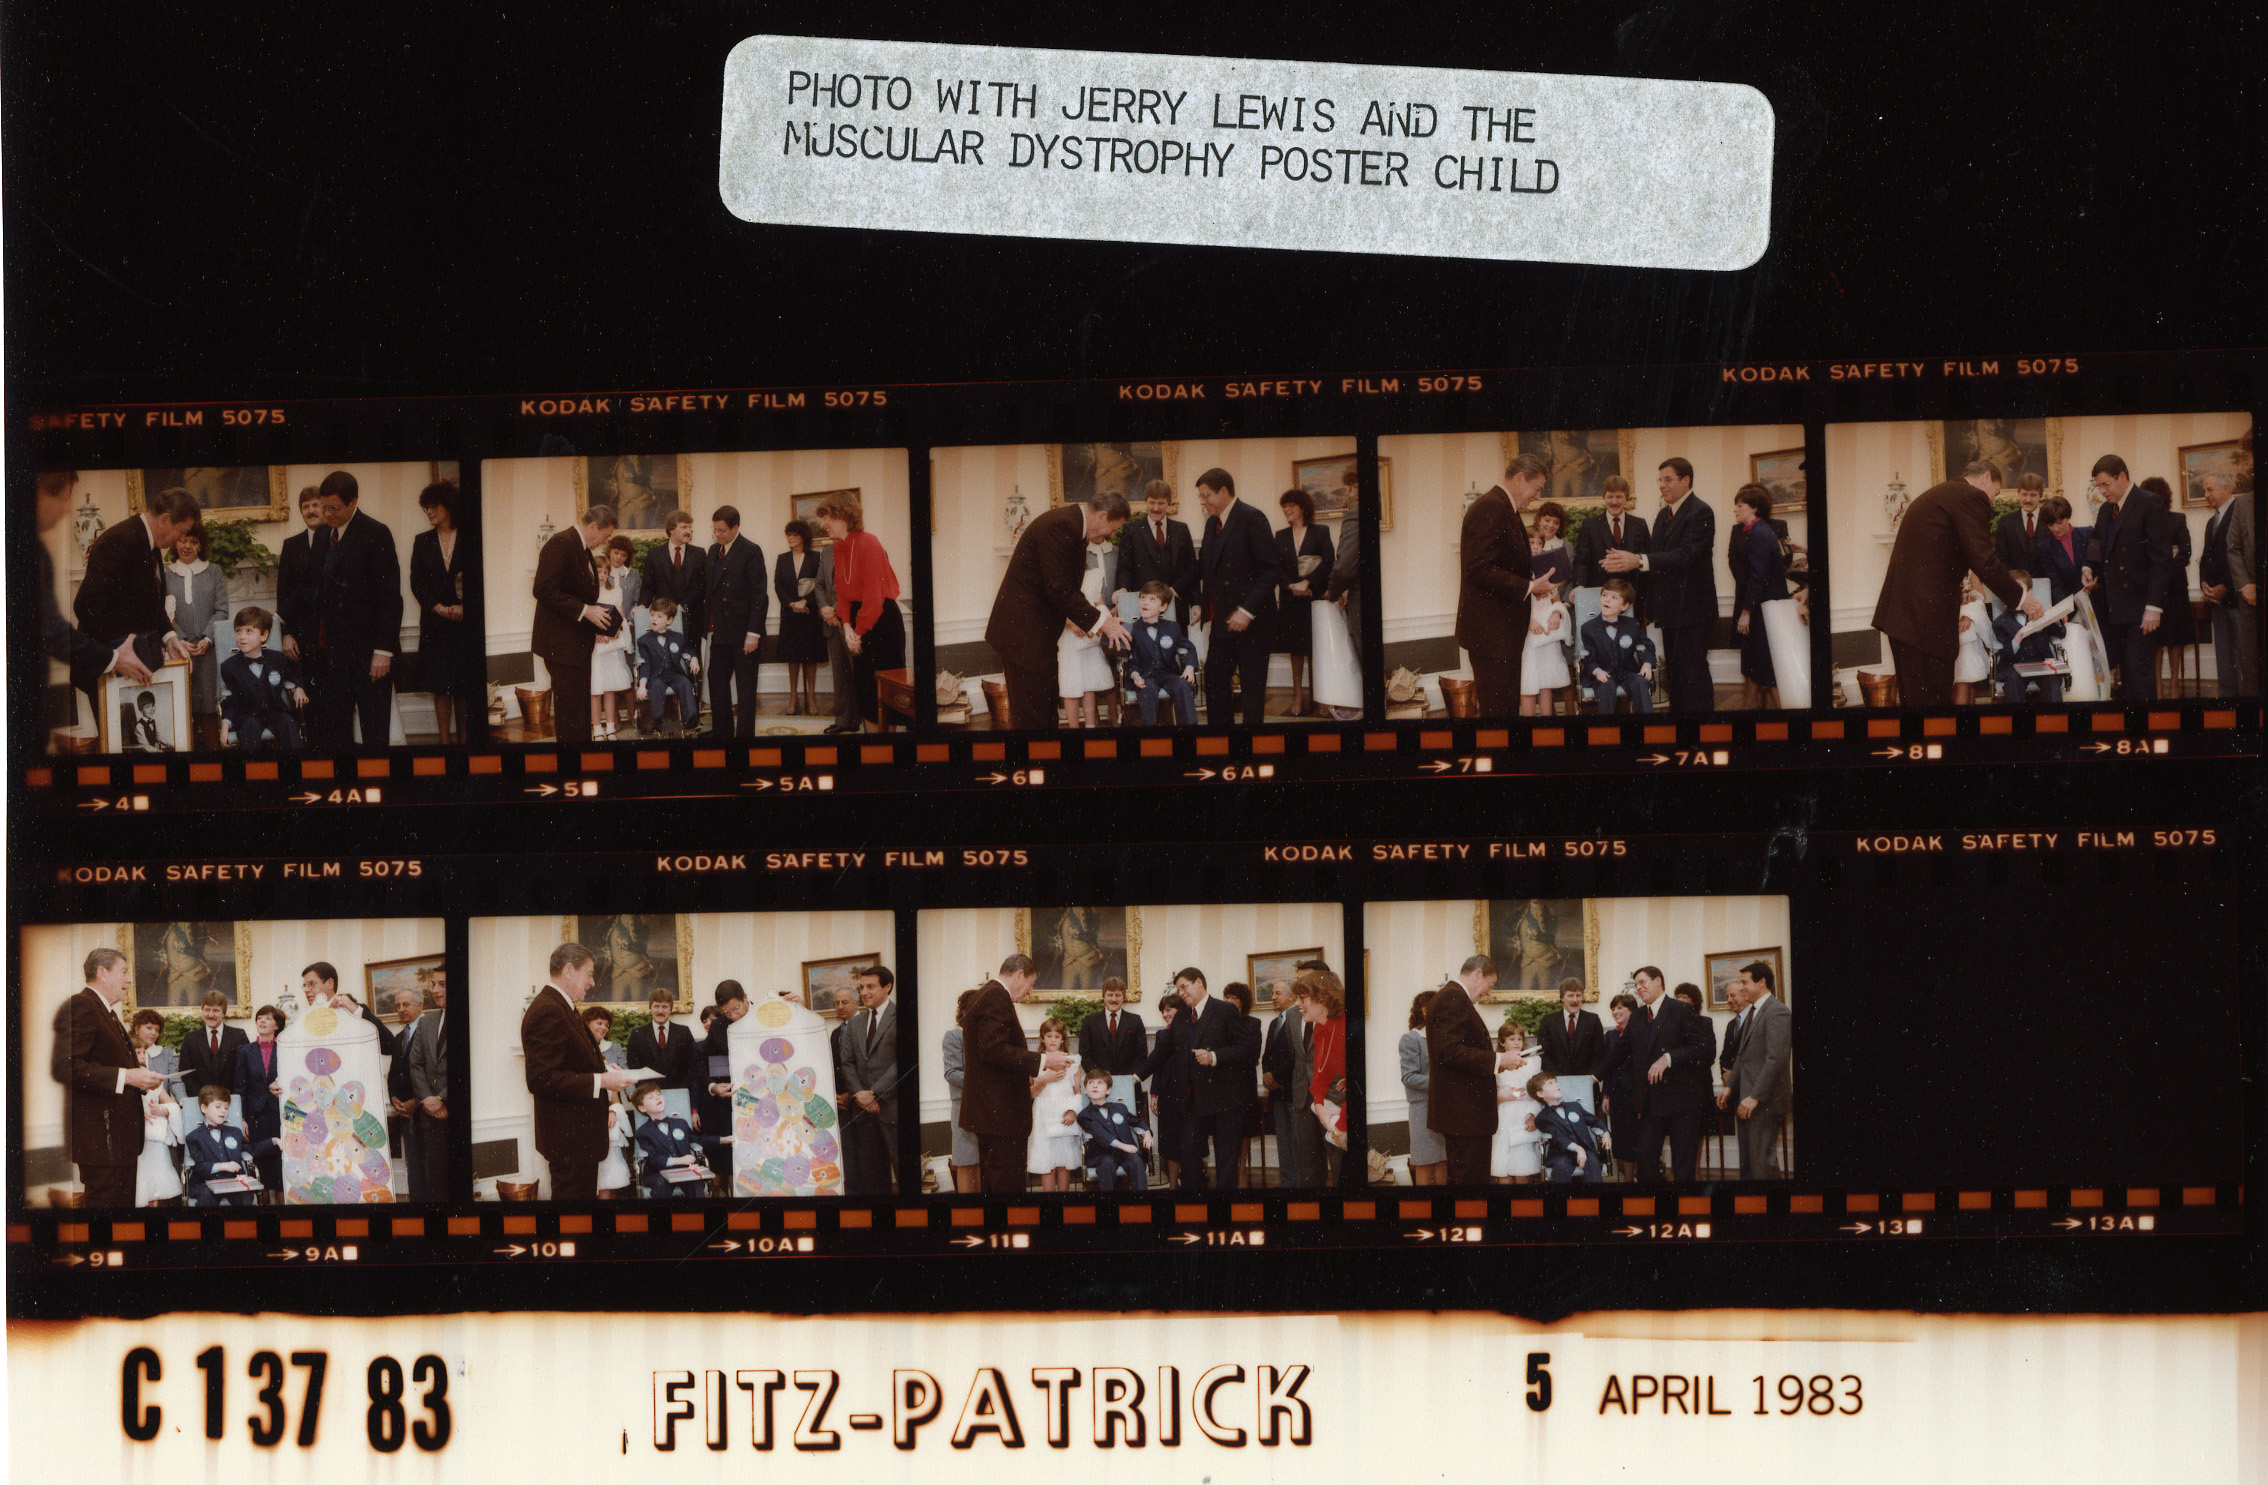 PHOTO WITH JERRY LEWIS AND THE
MUSCULAR DYSTROPHY POSTER CHILD
SAFETY FILM 5075 KODAK SAFETY FILM 5075 KODAK SAFETY FILM 5075 KODAK SAFETY FILM 5075
→4 →4A →5 →5A →6 →6A →7 →7A →8 →8A
KODAK SAFETY FILM 5075 KODAK SAFETY FILM 5075 KODAK SAFETY FILM 5075 KODAK SAFETY FILM 5075
→9 →9A →10 →10A →11 →11A →12 →12A →13 →13A
C 137 83 FITZ-PATRICK 5 APRIL 1983